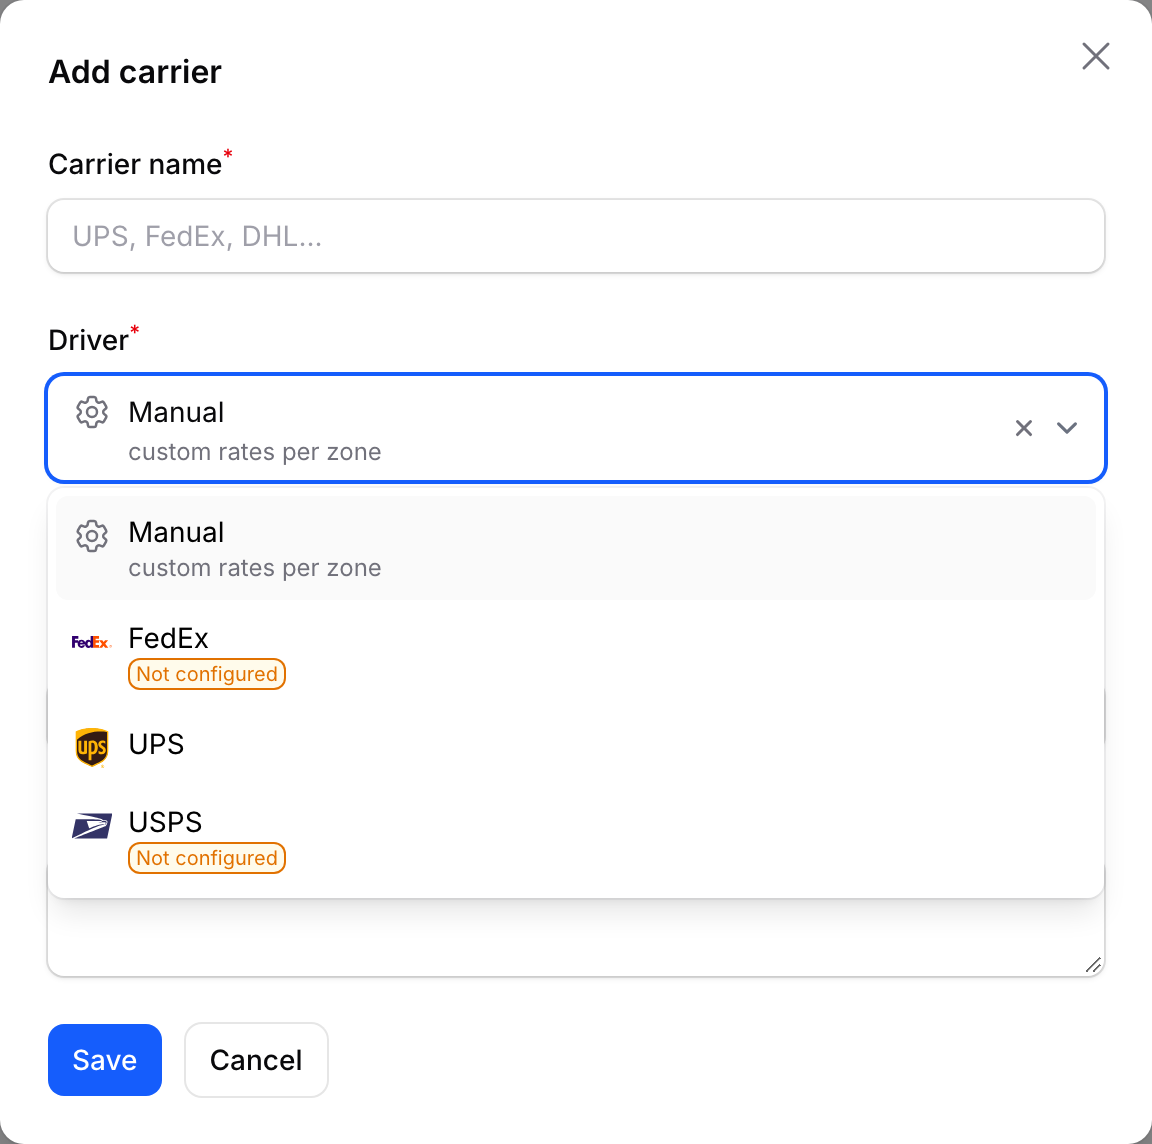 Add carrier
Carrier name*
UPS, FedEx, DHL...
Driver*
Manual
custom rates per zone
Manual
custom rates per zone
FedEx FedEx
Not configured
ups UPS
USPS
Not configured
Save Cancel